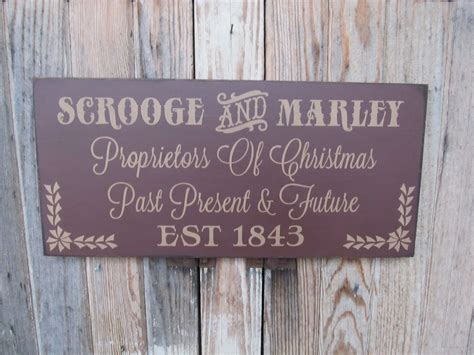 SCROOGE AND MARLEY
Proprietors Of Christmas
Past Present & Future
EST 1843